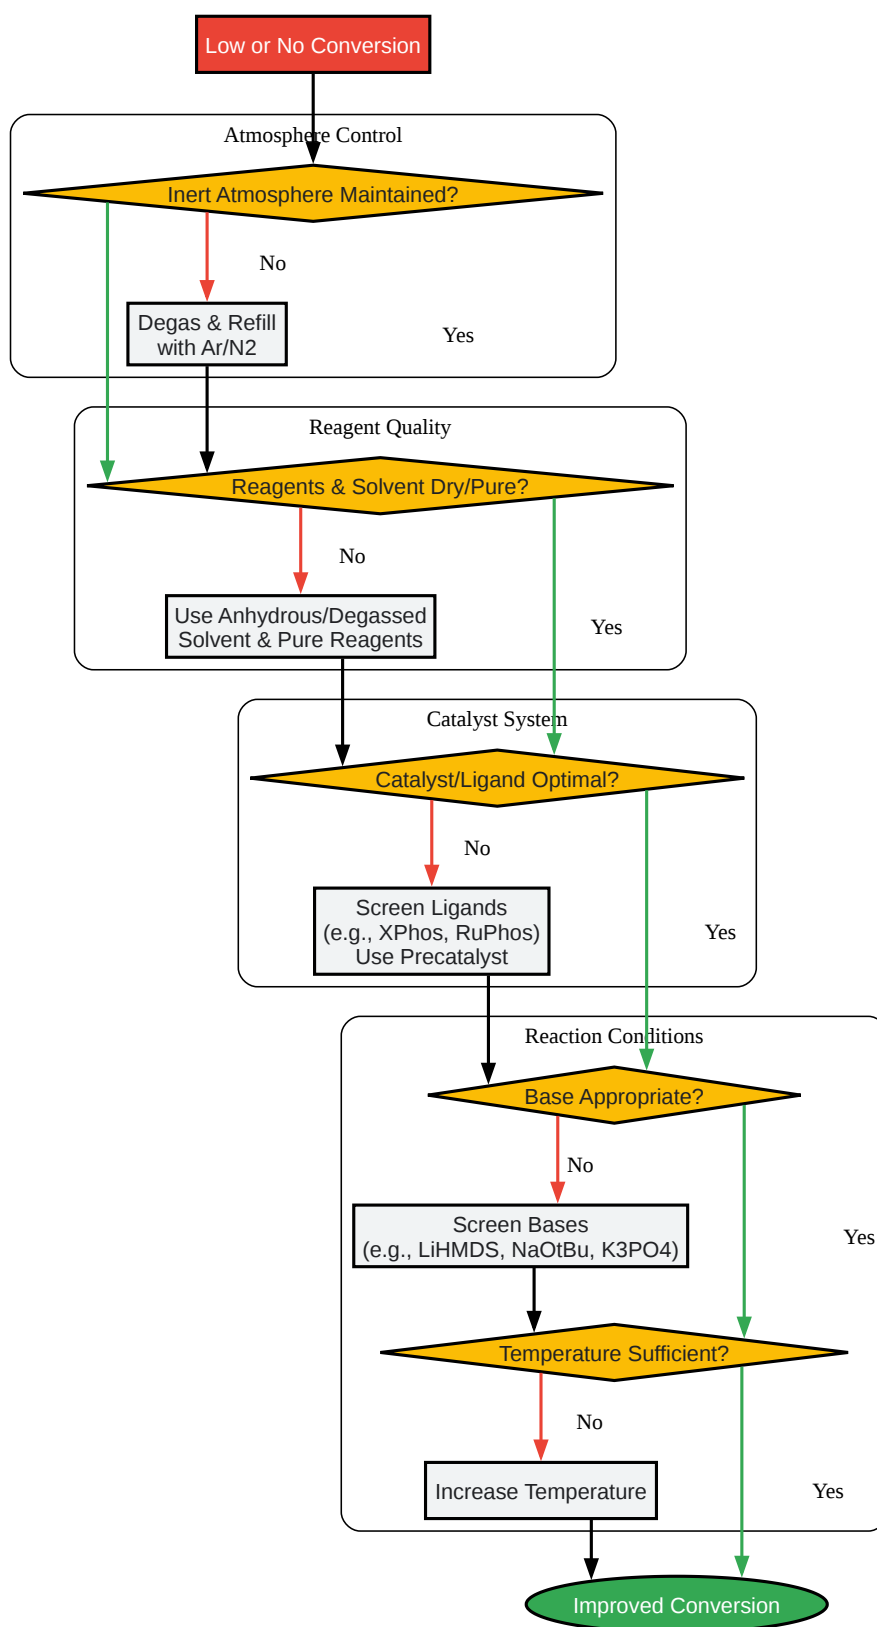 Low or No Conversion
Atmosphere Control
Inert Atmosphere Maintained?
No
Degas & Refill
with Ar/N2
Yes
Reagent Quality
Reagents & Solvent Dry/Pure?
No
Use Anhydrous/Degassed
Solvent & Pure Reagents
Yes
Catalyst System
Catalyst/Ligand Optimal?
No
Screen Ligands
(e.g., XPhos, RuPhos)
Use Precatalyst
Yes
Reaction Conditions
Base Appropriate?
No
Screen Bases
(e.g., LiHMDS, NaOtBu, K3PO4)
Yes
Temperature Sufficient?
No
Increase Temperature
Yes
Improved Conversion